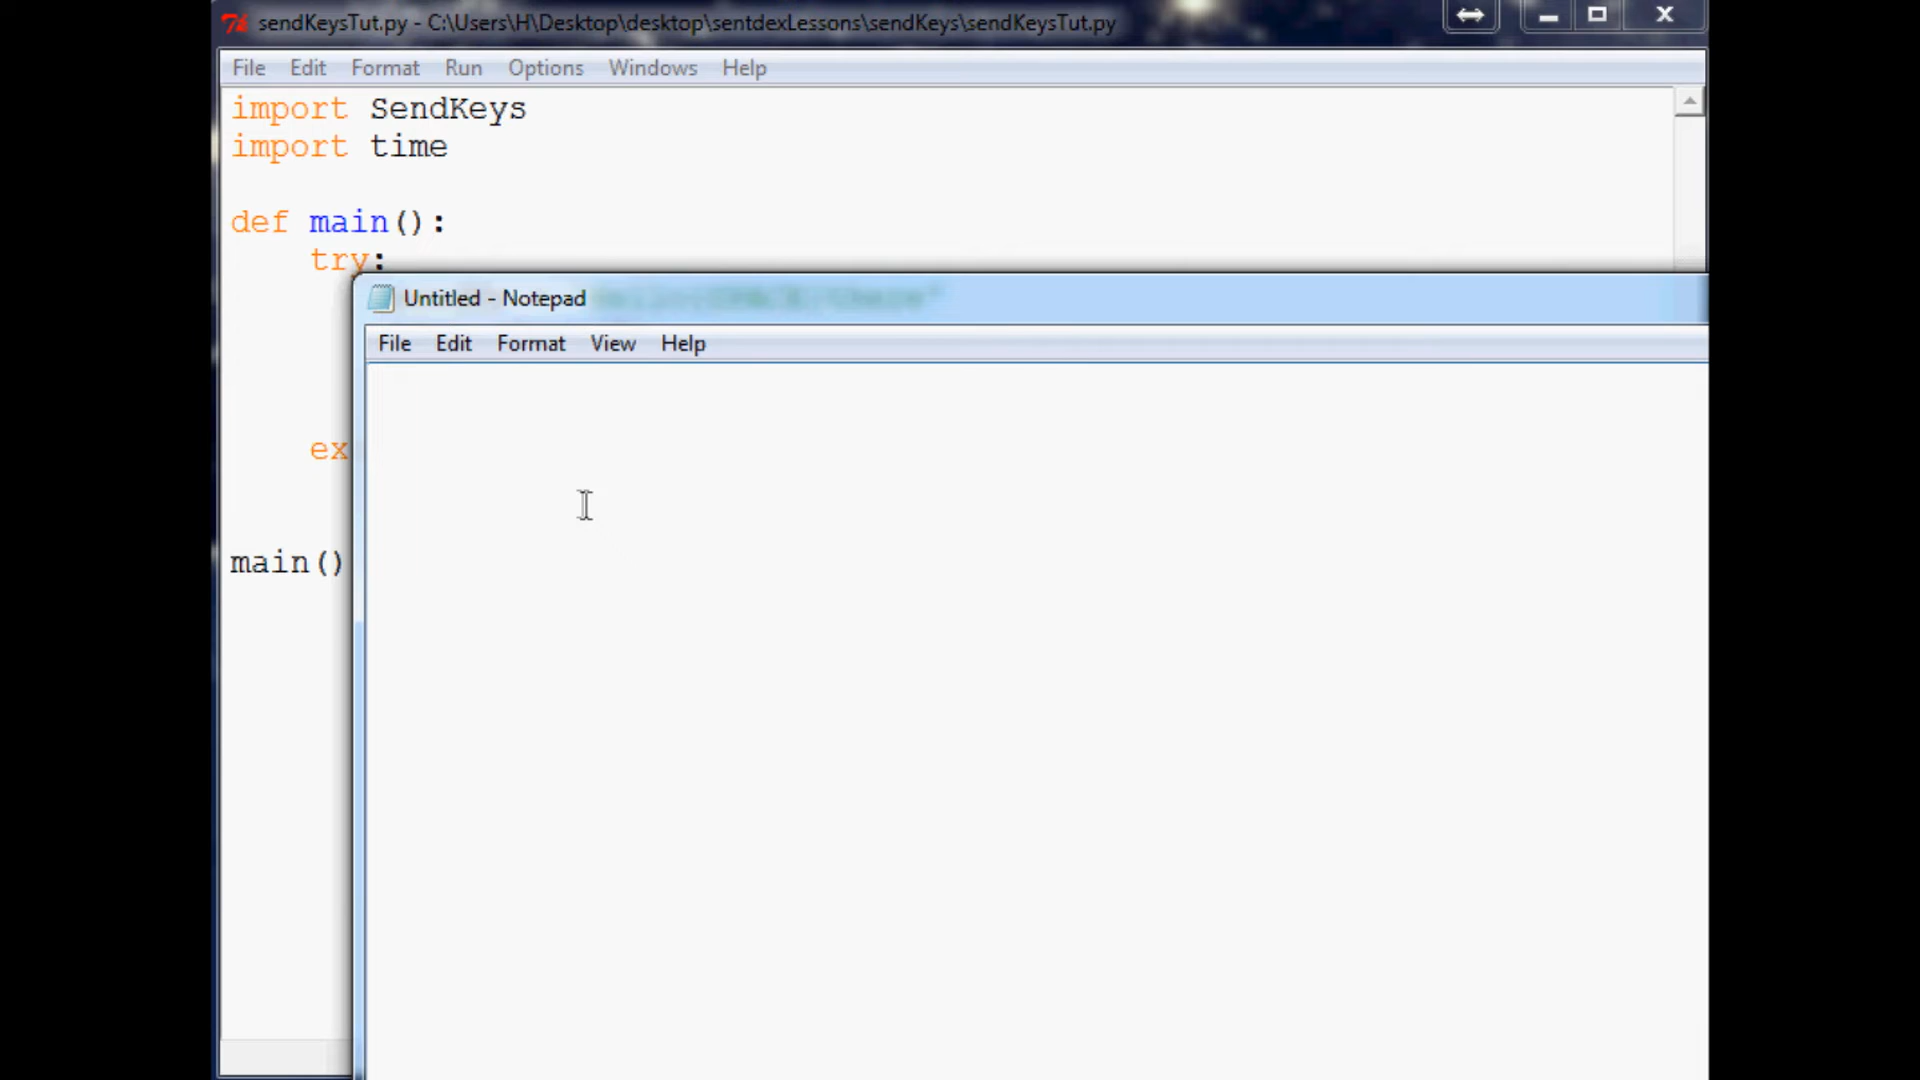 sendKeysTut.py - C:\Users\H\Desktop\desktop\sentdexLessons\sendKeys\sendKeysTut.py
File Edit Format Run Options Windows Help
import SendKeys
import time
def main():
try:
Untitled - Notepad
File Edit Format View Help
ex
main()